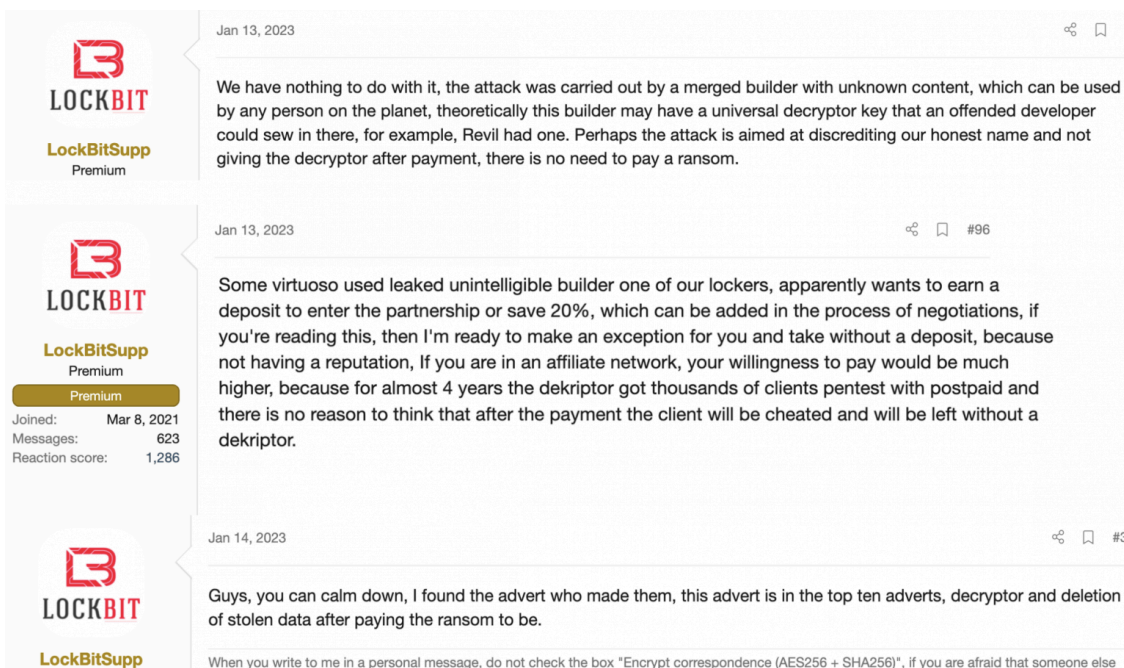 Jan 13, 2023
LOCKBIT
LockBitSupp
Premium
We have nothing to do with it, the attack was carried out by a merged builder with unknown content, which can be used
by any person on the planet, theoretically this builder may have a universal decryptor key that an offended developer
could sew in there, for example, Revil had one. Perhaps the attack is aimed at discrediting our honest name and not
giving the decryptor after payment, there is no need to pay a ransom.
Jan 13, 2023
#96
LOCKBIT
LockBitSupp
Premium
Premium
Joined: Mar 8, 2021
Messages: 623
Reaction score: 1,286
Some virtuoso used leaked unintelligible builder one of our lockers, apparently wants to earn a
deposit to enter the partnership or save 20%, which can be added in the process of negotiations, if
you're reading this, then I'm ready to make an exception for you and take without a deposit, because
not having a reputation, If you are in an affiliate network, your willingness to pay would be much
higher, because for almost 4 years the dekriptor got thousands of clients pentest with postpaid and
there is no reason to think that after the payment the client will be cheated and will be left without a
dekriptor.
Jan 14, 2023
#3
LOCKBIT
LockBitSupp
Guys, you can calm down, I found the advert who made them, this advert is in the top ten adverts, decryptor and deletion
of stolen data after paying the ransom to be.
When you write to me in a personal message, do not check the box "Encrypt correspondence (AES256 + SHA256)", if you are afraid that someone else